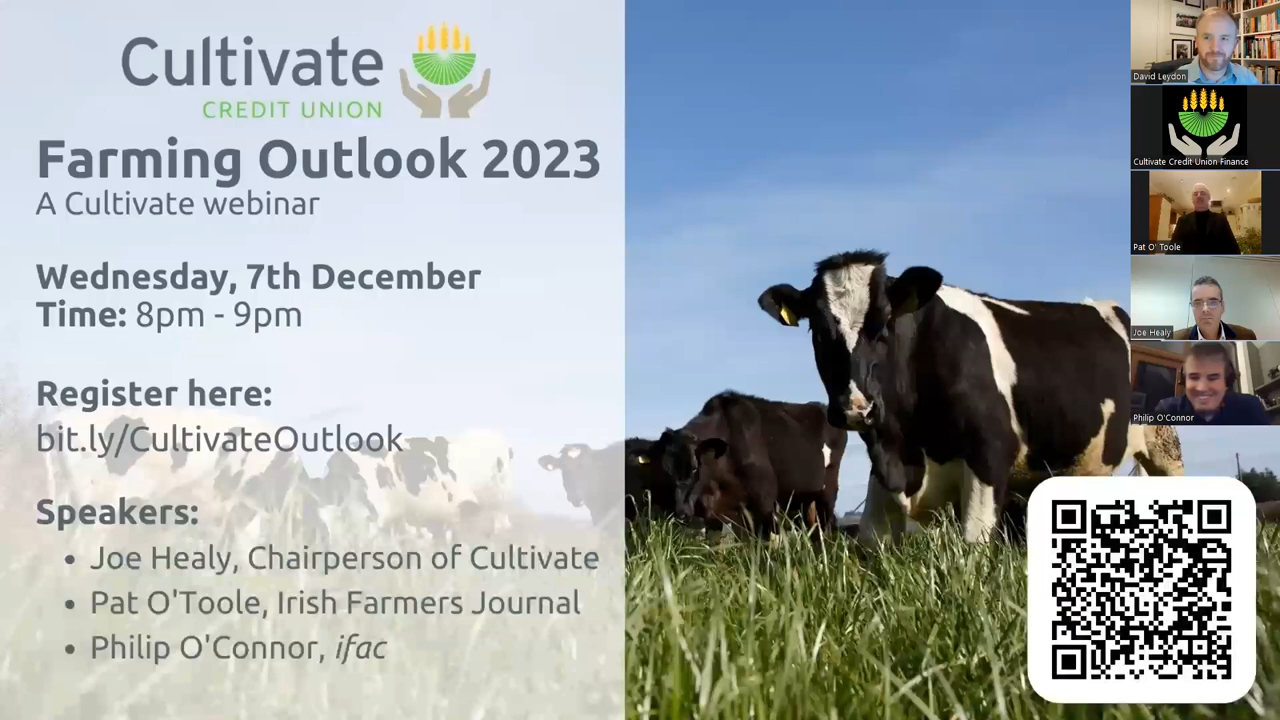 Cultivate
CREDIT UNION
Farming Outlook 2023
A Cultivate webinar
Wednesday, 7th December
Time: 8pm - 9pm
Register here:
bit.ly/CultivateOutlook
Speakers:
• Joe Healy, Chairperson of Cultivate
• Pat O'Toole, Irish Farmers Journal
• Philip O'Connor, ifac
David Leydon
Cultivate Credit Union Finance
Pat O' Toole
Joe Healy
Philip O'Connor